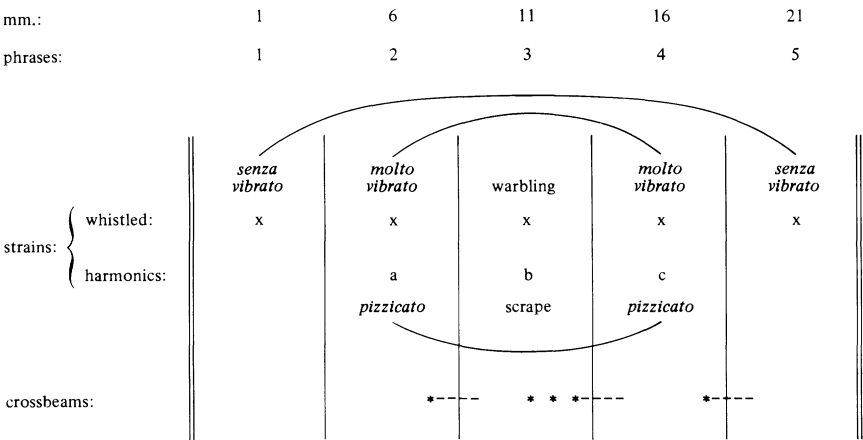 mm.: 1 6 11 16 21
phrases: 1 2 3 4 5
senza molto molto senza
vibrato vibrato warbling vibrato vibrato
whistled: x x x x x
strains:
harmonics: a b c
pizzicato scrape pizzicato
crossbeams: *---- * * *----- *----